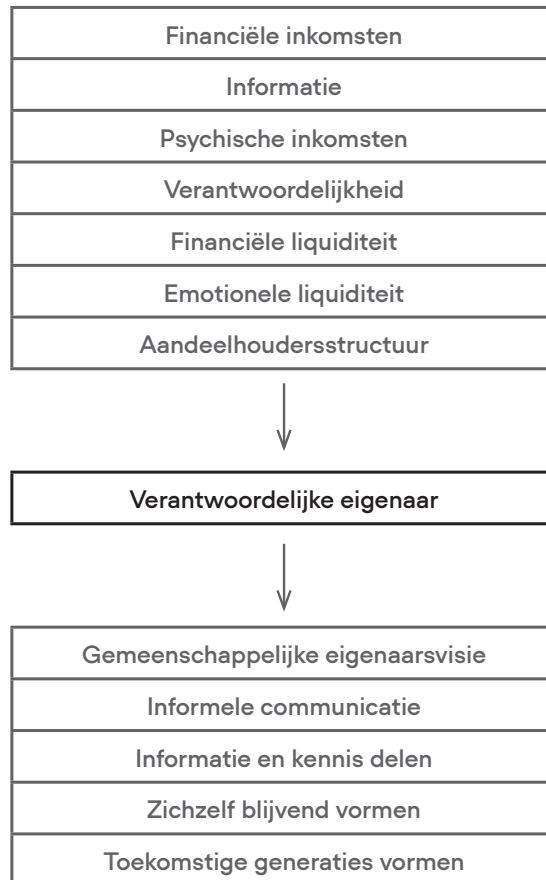 Financiële inkomsten
Informatie
Psychische inkomsten
Verantwoordelijkheid
Financiële liquiditeit
Emotionele liquiditeit
Aandeelhoudersstructuur
Verantwoordelijke eigenaar
Gemeenschappelijke eigenaarsvisie
Informele communicatie
Informatie en kennis delen
Zichzelf blijvend vormen
Toekomstige generaties vormen